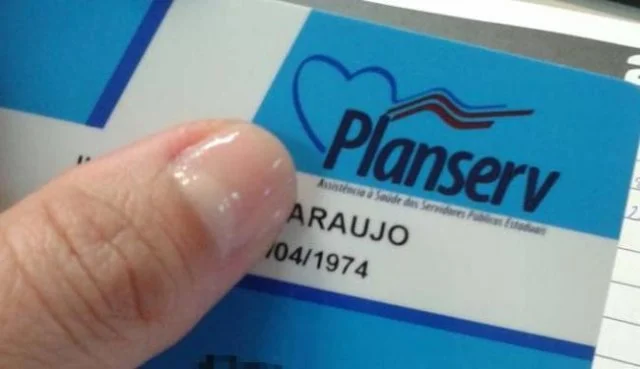 Planserv
Assistência à Saúde dos Servidores Públicos Estaduais
ARAUJO
/04/1974